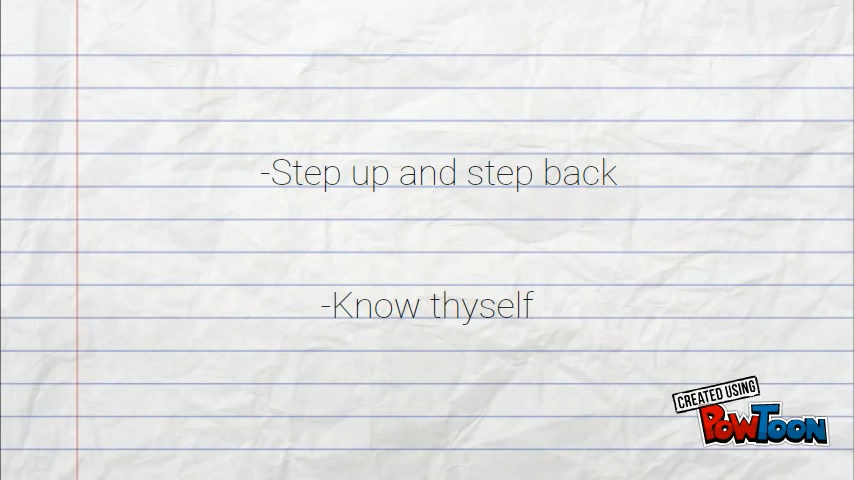 -Step up and step back
-Know thyself
CREATED USING
POWTOON